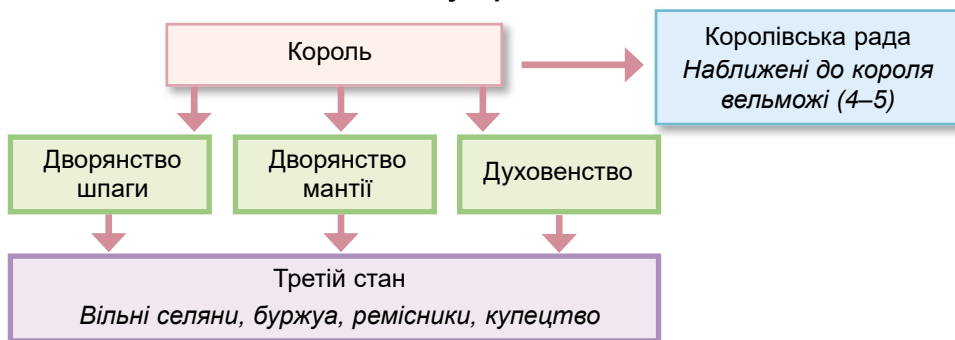 Король
Королівська рада
Наближені до короля
вельможі (4–5)
Дворянство
шпаги
Дворянство
мантії
Духовенство
Третій стан
Вільні селяни, буржуа, ремісники, купецтво